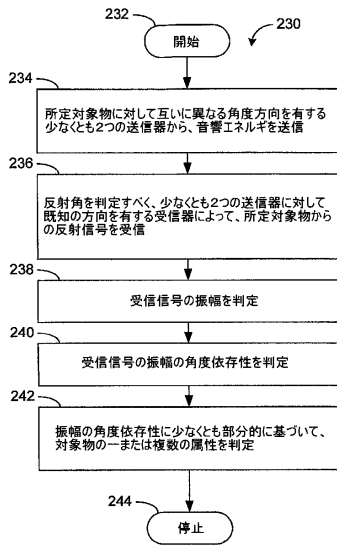 232
開始
230
234
所定対象物に対して互いに異なる角度方向を有する
少なくとも2つの送信器から、音響エネルギを送信
236
反射角を判定すべく、少なくとも2つの送信器に対して
既知の方向を有する受信器によって、所定対象物から
の反射信号を受信
238
受信信号の振幅を判定
240
受信信号の振幅の角度依存性を判定
242
振幅の角度依存性に少なくとも部分的に基づいて、
対象物の一または複数の属性を判定
244
停止